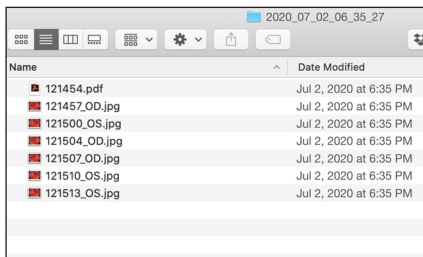 2020_07_02_06_35_27
Name Date Modified
121454.pdf Jul 2, 2020 at 6:35 PM
121457_OD.jpg Jul 2, 2020 at 6:35 PM
121500_OS.jpg Jul 2, 2020 at 6:35 PM
121504_OD.jpg Jul 2, 2020 at 6:35 PM
121507_OD.jpg Jul 2, 2020 at 6:35 PM
121510_OS.jpg Jul 2, 2020 at 6:35 PM
121513_OS.jpg Jul 2, 2020 at 6:35 PM